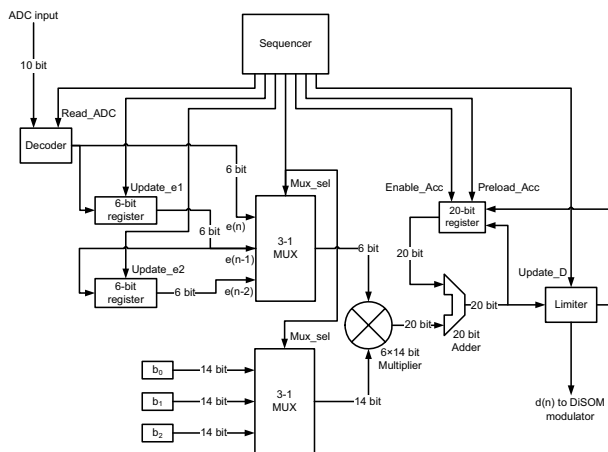 ADC input
Sequencer
10 bit
Read_ADC
Decoder
6 bit
Update_e1
Mux_sel
Enable_Acc
Preload_Acc
6-bit
register
6 bit
e(n)
3-1
MUX
20-bit
register
e(n-1)
6 bit
20 bit
Update_e2
Update_D
6-bit
register
6 bit
e(n-2)
20 bit
20 bit
Limiter
Mux_sel
6×14 bit
Multiplier
20 bit
Adder
b0
14 bit
3-1
MUX
b1
14 bit
14 bit
d(n) to DiSOM
modulator
b2
14 bit